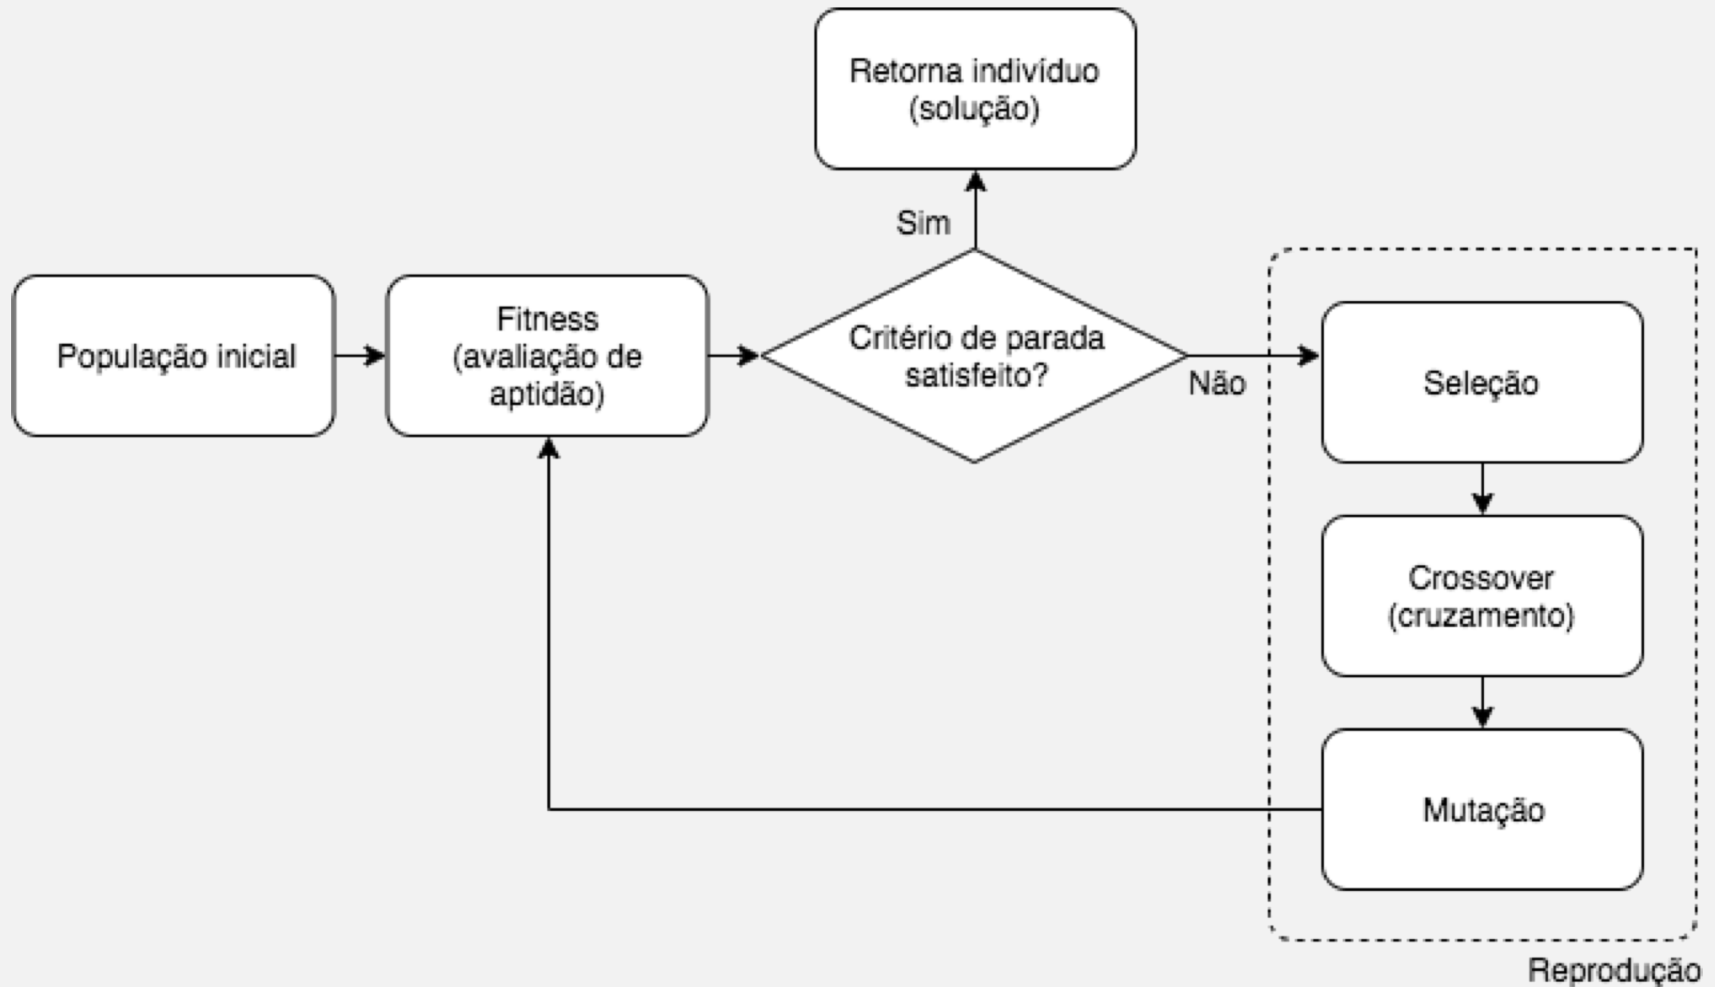 Retorna indivíduo
(solução)
Sim
População inicial
Fitness
(avaliação de
aptidão)
Critério de parada
satisfeito?
Não
Seleção
Crossover
(cruzamento)
Mutação
Reprodução